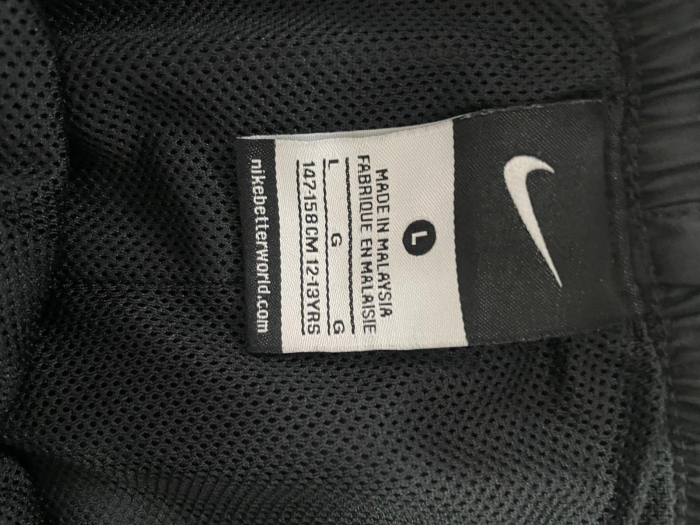 L
MADE IN MALAYSIA
FABRIQUE EN MALAISIE
L G G
147-158CM 12-13YRS
nikebetterworld.com